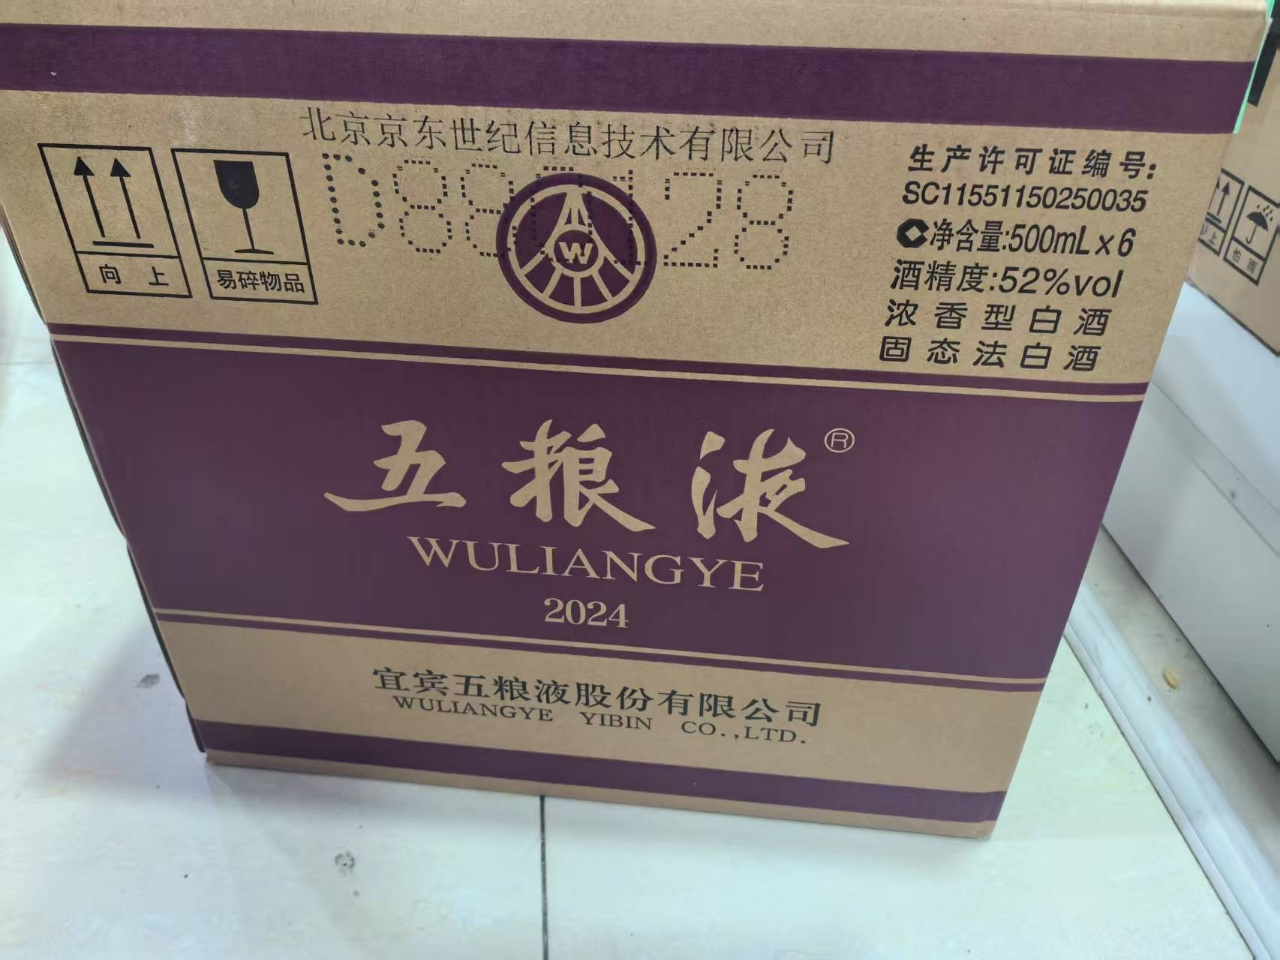 北京京东世纪信息技术有限公司
向上
易碎物品
W
生产许可证编号:
SC11551150250035
净含量:500mL×6
酒精度:52%vol
浓香型白酒
固态法白酒
五粮液®
WULIANGYE
2024
宜宾五粮液股份有限公司
WULIANGYE YIBIN CO.,LTD.